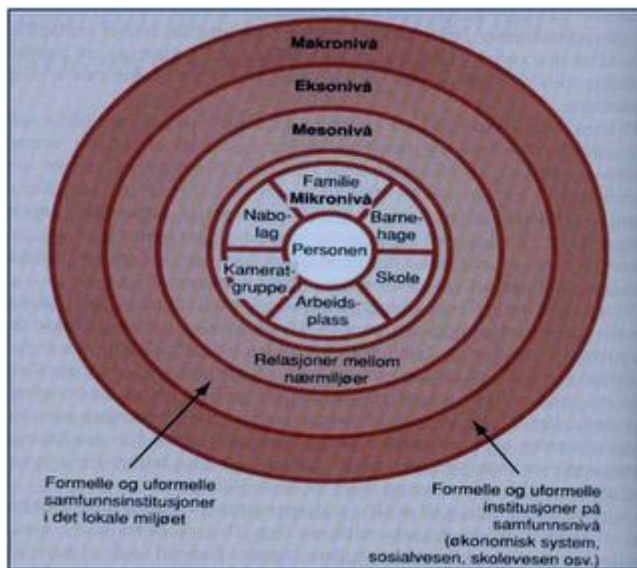 Makronivå
Eksonivå
Mesonivå
Familie
Mikronivå
Nabo-
lag
Barne-
hage
Personen
Kamerat-
gruppe
Skole
Arbeids-
plass
Relasjoner mellom
nærmiljøer
Formelle og uformelle
samfunnsinstitusjoner
i det lokale miljøet
Formelle og uformelle
institusjoner på
samfunnsnivå
(økonomisk system,
sosialvesen, skolevesen osv.)